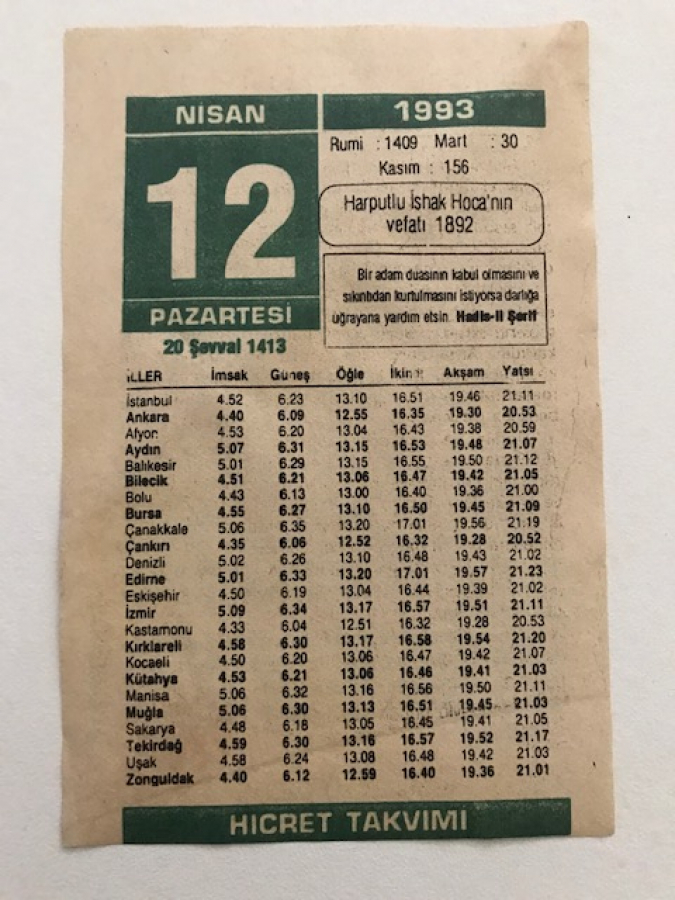 NİSAN
1993
12
PAZARTESİ
20 Şevval 1413
Rumi : 1409 Mart : 30
Kasım : 156
Harputlu İshak Hoca'nın
vefatı 1892
Bir adam duasının kabul olmasını ve
sıkıntıdan kurtulmasını istiyorsa darlığa
uğrayana yardım etsin. Hadis-II Şerif
İLLER İmsak Güneş Öğle İkindi Akşam Yatsı
İstanbul 4.52 6.23 13.10 16.51 19.46 21.11
Ankara 4.40 6.09 12.55 16.35 19.30 20.53
Afyon 4.53 6.20 13.04 16.43 19.38 20.59
Aydın 5.07 6.31 13.15 16.53 19.48 21.07
Balıkesir 5.01 6.29 13.15 16.55 19.50 21.12
Bilecik 4.51 6.21 13.06 16.47 19.42 21.05
Bolu 4.43 6.13 13.00 16.40 19.36 21.00
Bursa 4.55 6.27 13.10 16.50 19.45 21.09
Çanakkale 5.06 6.35 13.20 17.01 19.56 21.19
Çankırı 4.35 6.06 12.52 16.32 19.28 20.52
Denizli 5.02 6.26 13.10 16.48 19.43 21.02
Edirne 5.01 6.33 13.20 17.01 19.57 21.23
Eskişehir 4.50 6.19 13.04 16.44 19.39 21.02
İzmir 5.09 6.34 13.17 16.57 19.51 21.11
Kastamonu 4.33 6.04 12.51 16.32 19.28 20.53
Kırklareli 4.58 6.30 13.17 16.58 19.54 21.20
Kocaeli 4.50 6.20 13.06 16.47 19.42 21.07
Kütahya 4.53 6.21 13.06 16.46 19.41 21.03
Manisa 5.06 6.32 13.16 16.56 19.50 21.11
Muğla 5.06 6.30 13.13 16.51 19.45 21.03
Sakarya 4.48 6.18 13.05 16.45 19.41 21.05
Tekirdağ 4.59 6.30 13.16 16.57 19.52 21.17
Uşak 4.58 6.24 13.08 16.48 19.42 21.03
Zonguldak 4.40 6.12 12.59 16.40 19.36 21.01
HİCRET TAKVİMİ